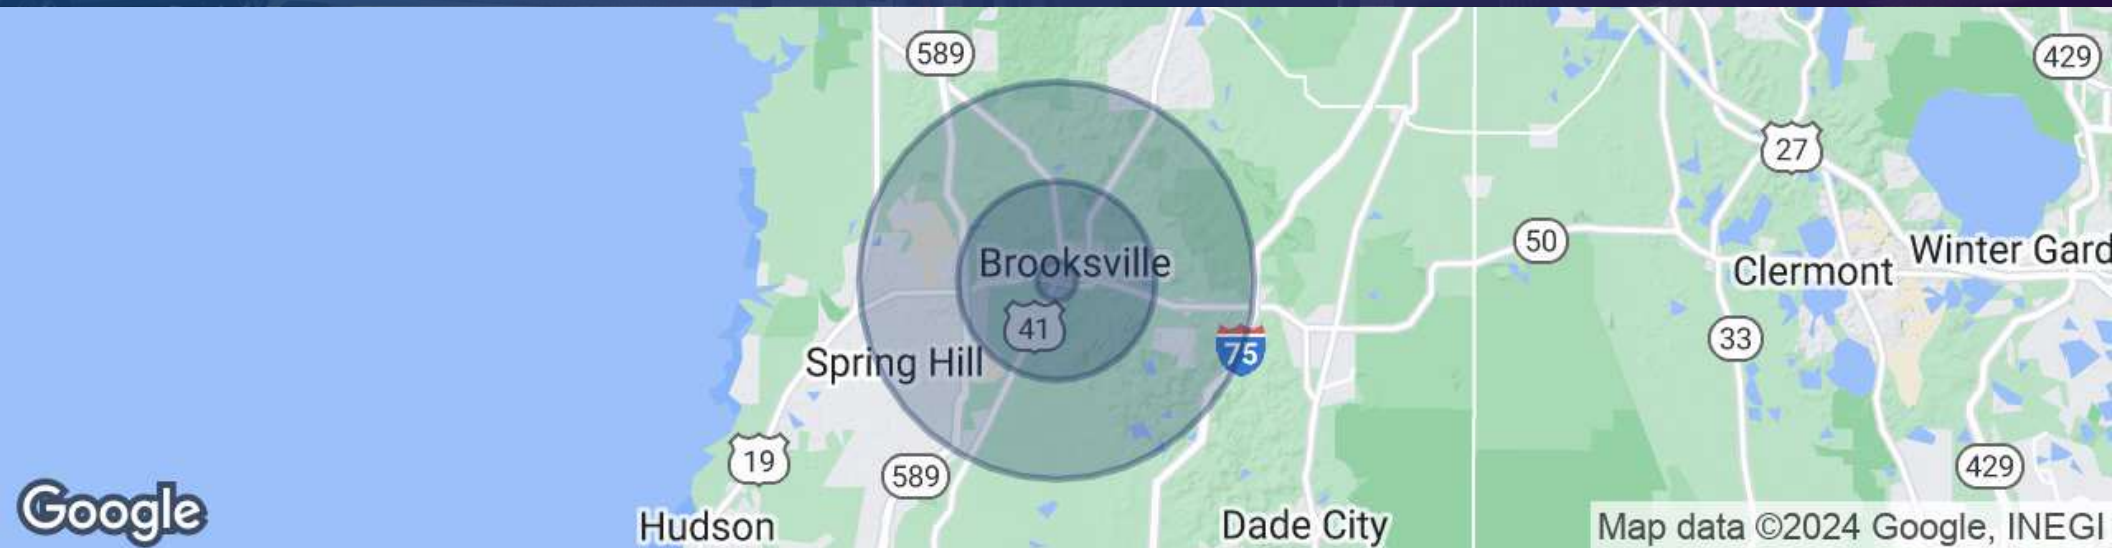 589
429
27
Brooksville
50
Winter Gard
Clermont
41
33
75
Spring Hill
19
589
429
Google
Hudson
Dade City
Map data ©2024 Google, INEGI